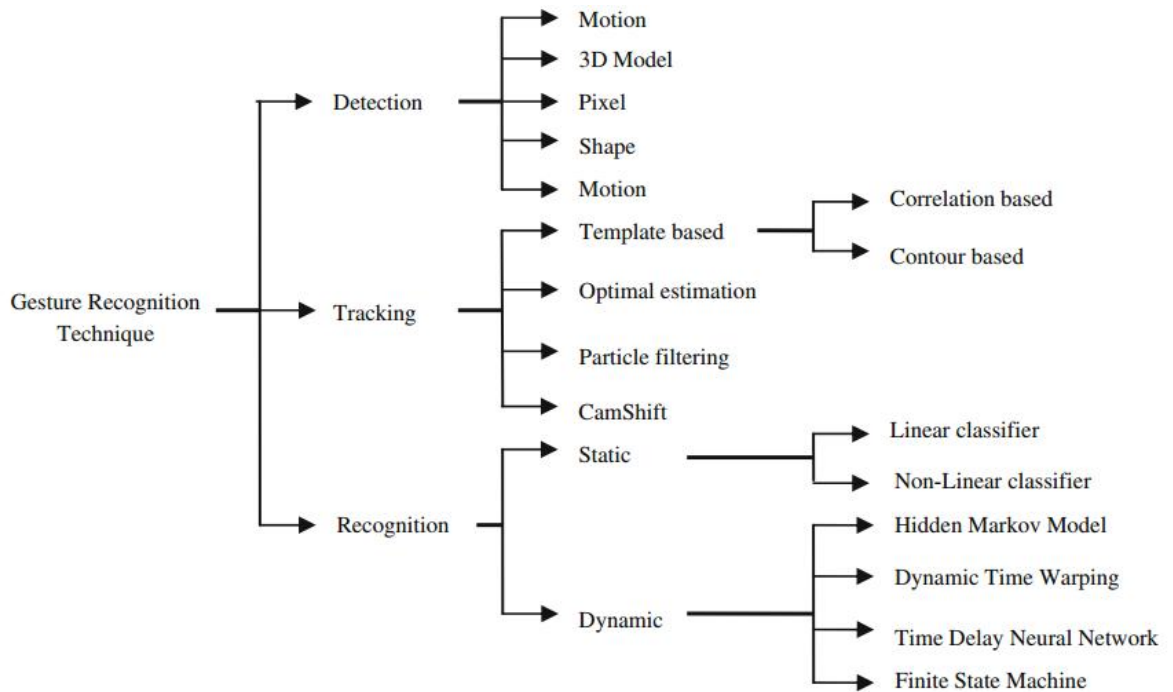 Gesture Recognition
Technique
Detection
Motion
3D Model
Pixel
Shape
Motion
Tracking
Template based
Correlation based
Contour based
Optimal estimation
Particle filtering
CamShift
Recognition
Static
Linear classifier
Non-Linear classifier
Dynamic
Hidden Markov Model
Dynamic Time Warping
Time Delay Neural Network
Finite State Machine